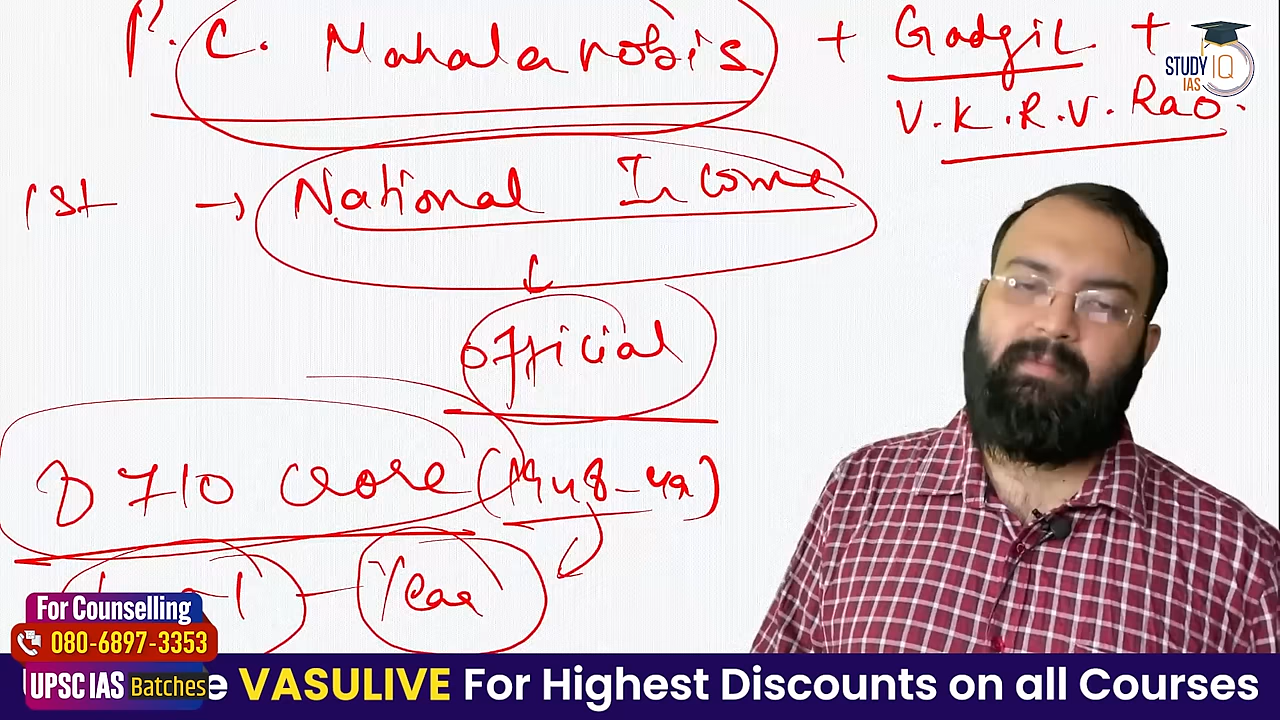 P. C. Mahalanobis + Gadgil +
V.K.R.V. Rao.
STUDY IQ
IAS
1st → National Income
official
8710 crore (1948-49)
Year
For Counselling
080-6897-3353
UPSC IAS Batches
e VASULIVE For Highest Discounts on all Courses